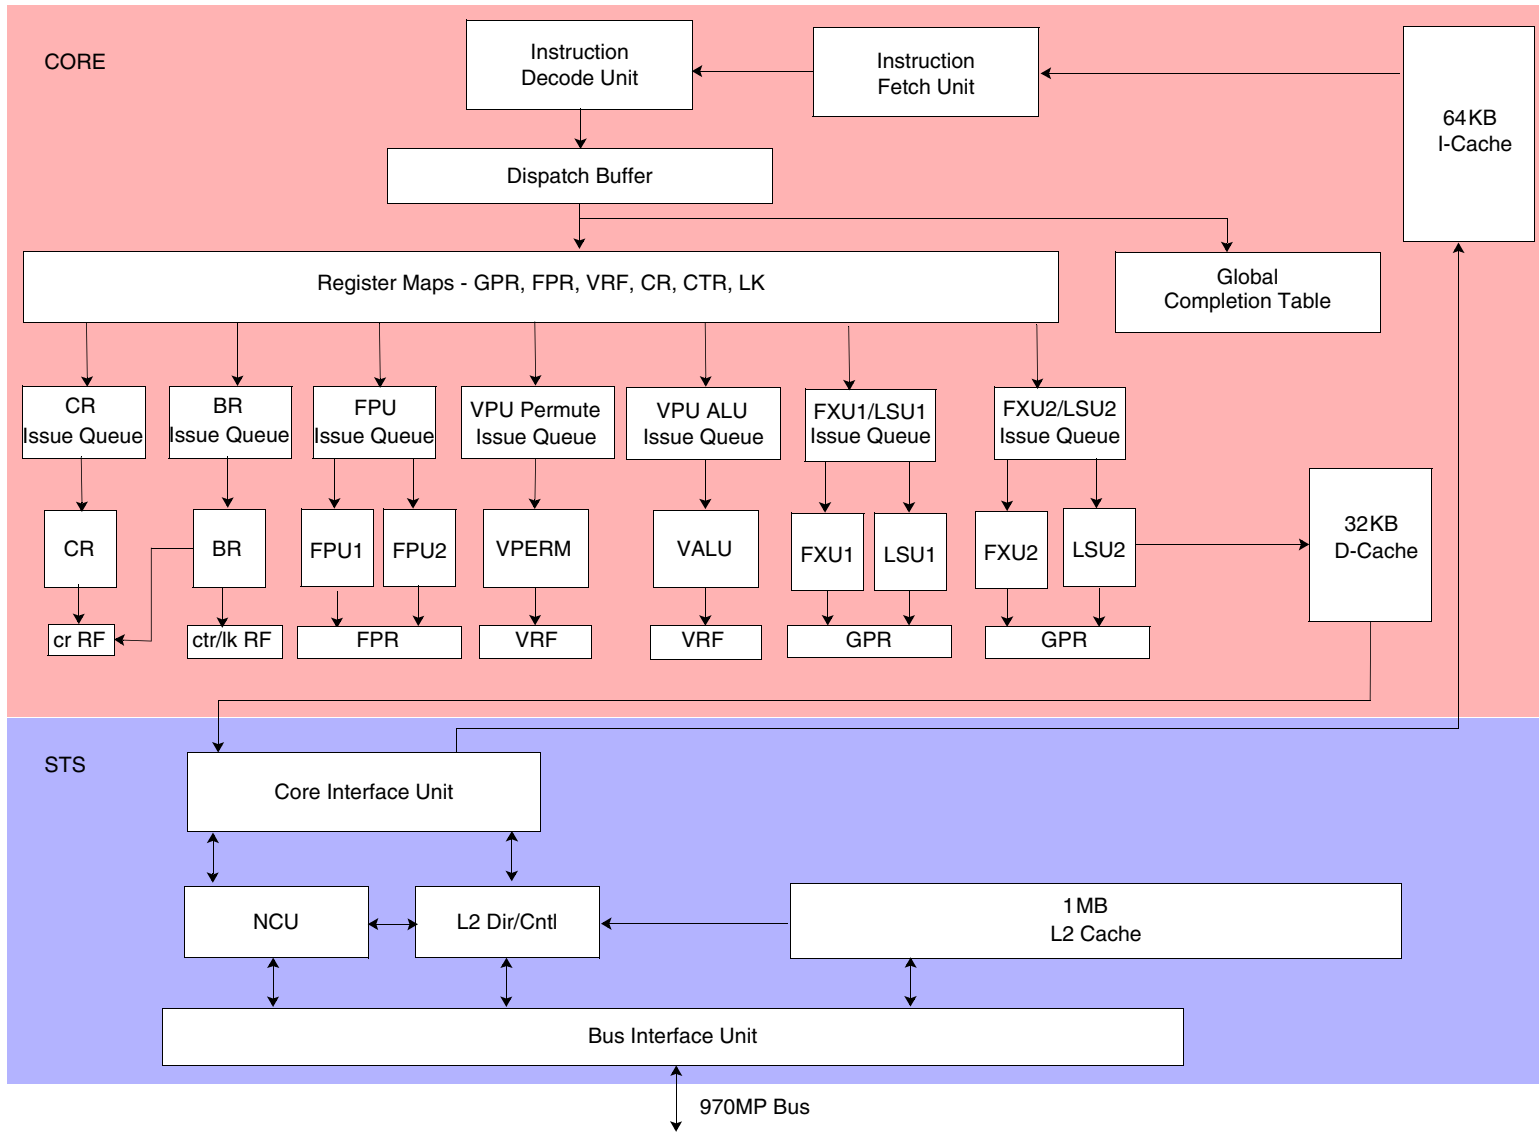 CORE
Instruction
Decode Unit
Instruction
Fetch Unit
64KB
I-Cache
Dispatch Buffer
Register Maps - GPR, FPR, VRF, CR, CTR, LK
Global
Completion Table
CR
Issue Queue
BR
Issue Queue
FPU
Issue Queue
VPU Permute
Issue Queue
VPU ALU
Issue Queue
FXU1/LSU1
Issue Queue
FXU2/LSU2
Issue Queue
32KB
D-Cache
CR
BR
FPU1
FPU2
VPERM
VALU
FXU1
LSU1
FXU2
LSU2
cr RF
ctr/lk RF
FPR
VRF
VRF
GPR
GPR
STS
Core Interface Unit
NCU
L2 Dir/Cntl
1MB
L2 Cache
Bus Interface Unit
970MP Bus